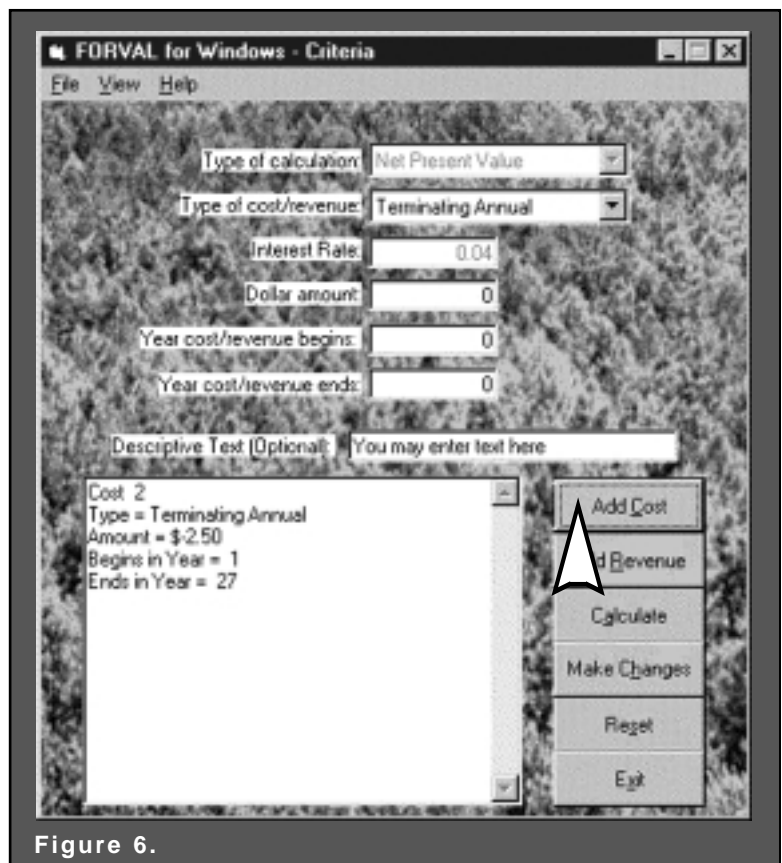 FORVAL for Windows - Criteria
File View Help
Type of calculation: Net Present Value
Type of cost/revenue: Terminating Annual
Interest Rate: 0.04
Dollar amount: 0
Year cost/revenue begins: 0
Year cost/revenue ends: 0
Descriptive Text (Optional): You may enter text here
Cost 2
Type = Terminating Annual
Amount = $-2.50
Begins in Year = 1
Ends in Year = 27
Add Cost
d Revenue
Calculate
Make Changes
Reset
Exit
Figure 6.